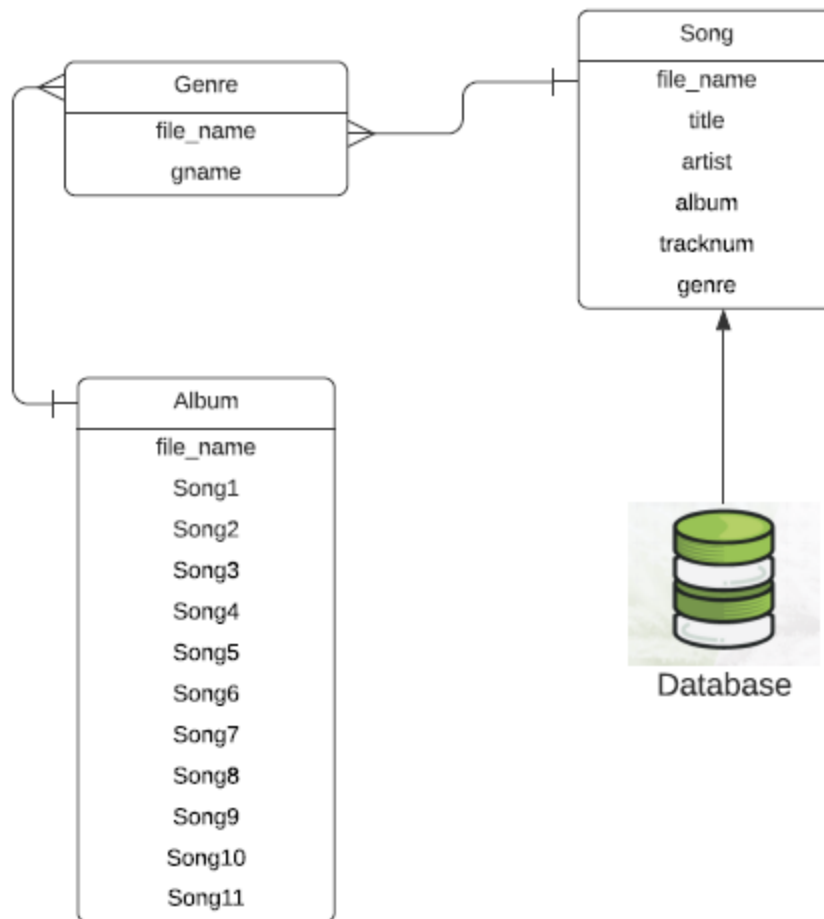 Song
file_name
title
artist
album
tracknum
genre
Genre
file_name
gname
Album
file_name
Song1
Song2
Song3
Song4
Song5
Song6
Song7
Song8
Song9
Song10
Song11
Database